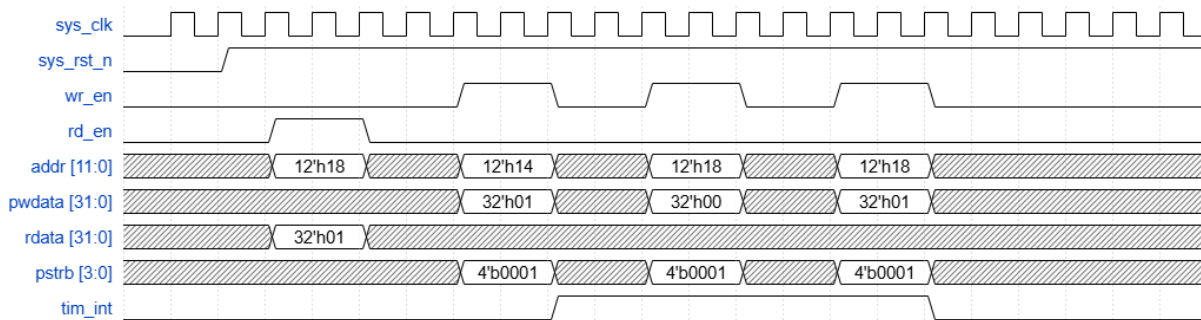 sys_clk
sys_rst_n
wr_en
rd_en
addr [11:0] 12'h18 12'h14 12'h18 12'h18
pwdata [31:0] 32'h01 32'h00 32'h01
rdata [31:0] 32'h01
pstrb [3:0] 4'b0001 4'b0001 4'b0001
tim_int